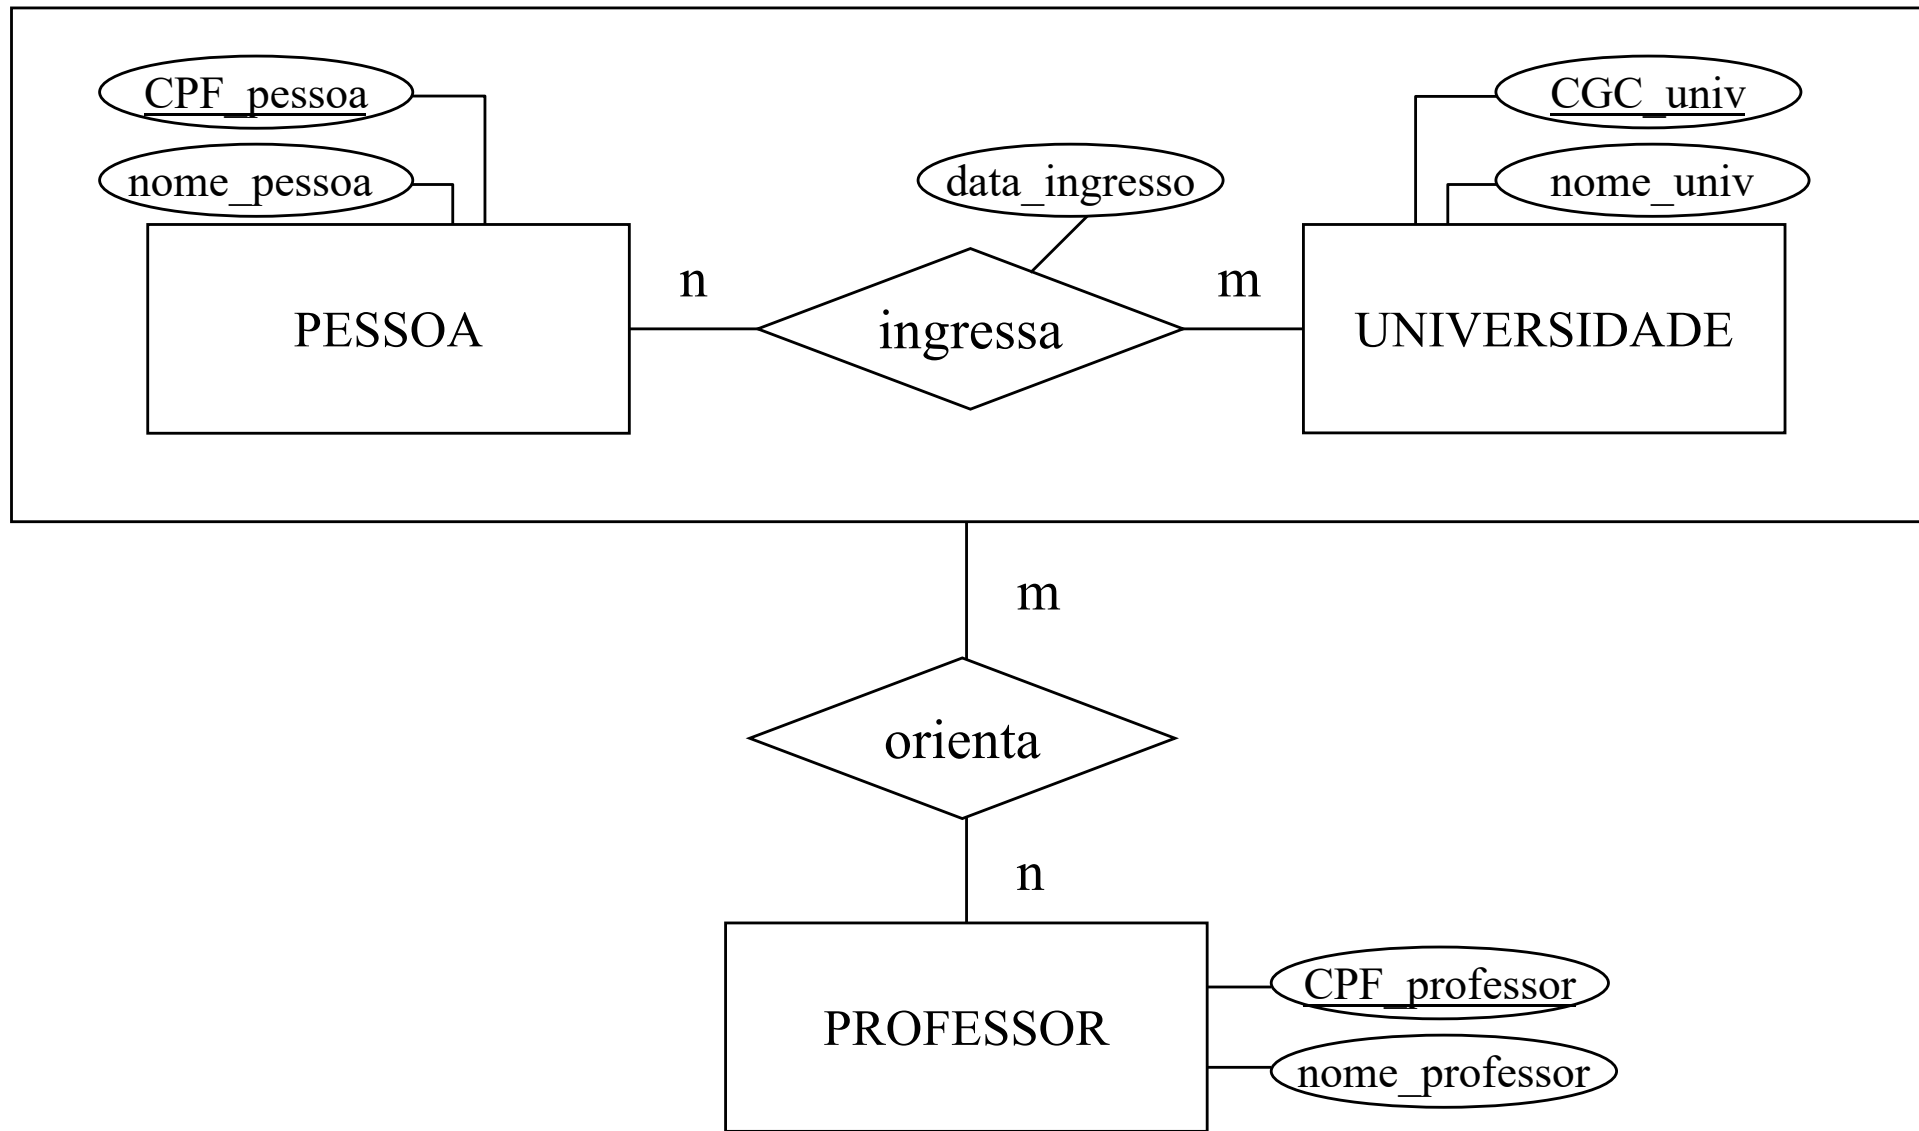 CPF_pessoa
CGC_univ
nome_pessoa
data_ingresso
nome_univ
n
m
PESSOA
ingressa
UNIVERSIDADE
m
orienta
n
CPF_professor
PROFESSOR
nome_professor